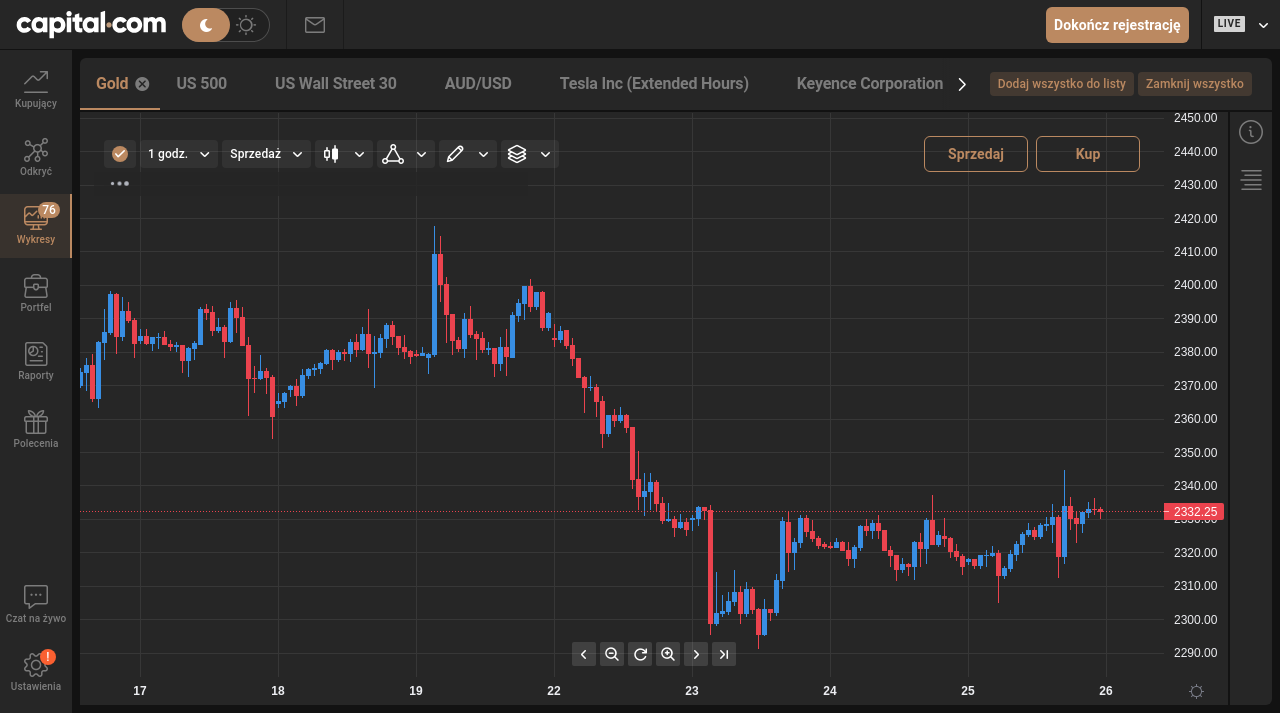 capital.com
Dokończ rejestrację
LIVE
Kupujący
Odkryć
76
Wykresy
Portfel
Raporty
Polecenia
Czat na żywo
!
Ustawienia
Gold
US 500
US Wall Street 30
AUD/USD
Tesla Inc (Extended Hours)
Keyence Corporation
Dodaj wszystko do listy
Zamknij wszystko
1 godz.
Sprzedaż
Sprzedaj
Kup
2450.00
2440.00
2430.00
2420.00
2410.00
2400.00
2390.00
2380.00
2370.00
2360.00
2350.00
2340.00
2332.25
2330.00
2320.00
2310.00
2300.00
2290.00
17 18 19 22 23 24 25 26